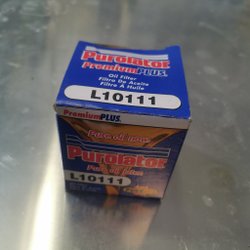 Purolator
PremiumPLUS.
Oil Filter
Filtro De Aceite
Filtre À Huile
L10111
PremiumPLUS.
Purolator
L10111